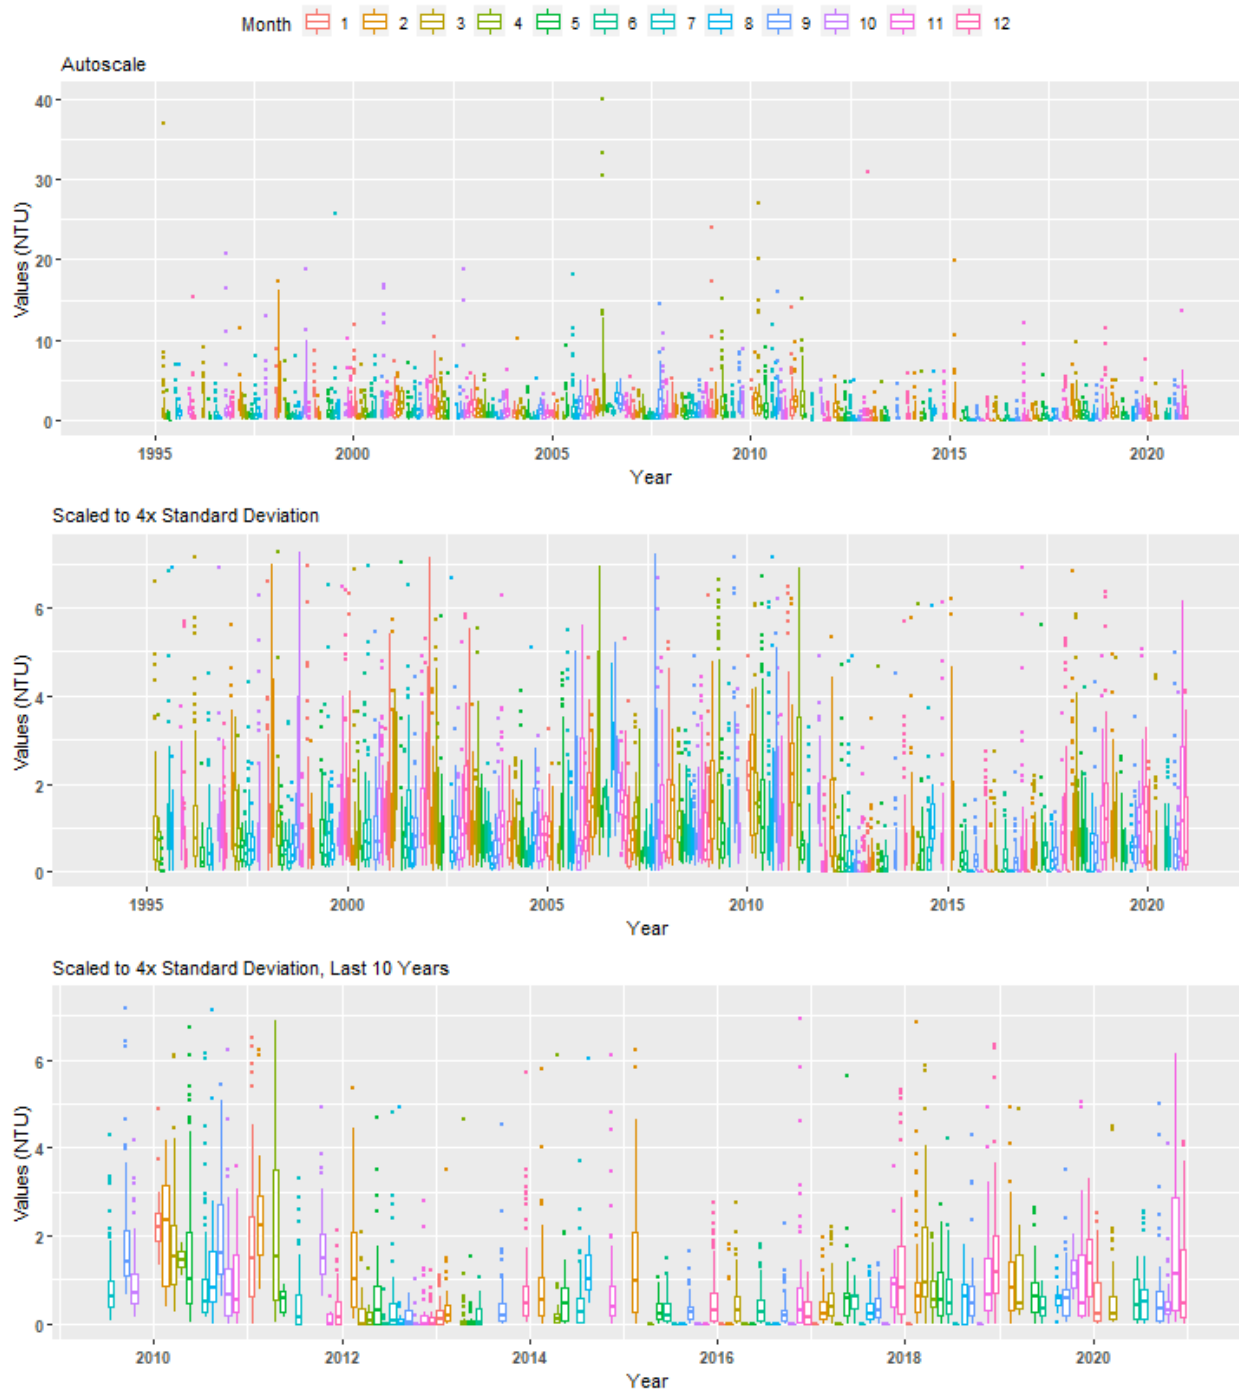 Month 1 2 3 4 5 6 7 8 9 10 11 12
Autoscale
Values (NTU)
40
30
20
10
0
1995 2000 2005 2010 2015 2020
Year
Scaled to 4x Standard Deviation
Values (NTU)
6
4
2
0
1995 2000 2005 2010 2015 2020
Year
Scaled to 4x Standard Deviation, Last 10 Years
Values (NTU)
6
4
2
0
2010 2012 2014 2016 2018 2020
Year